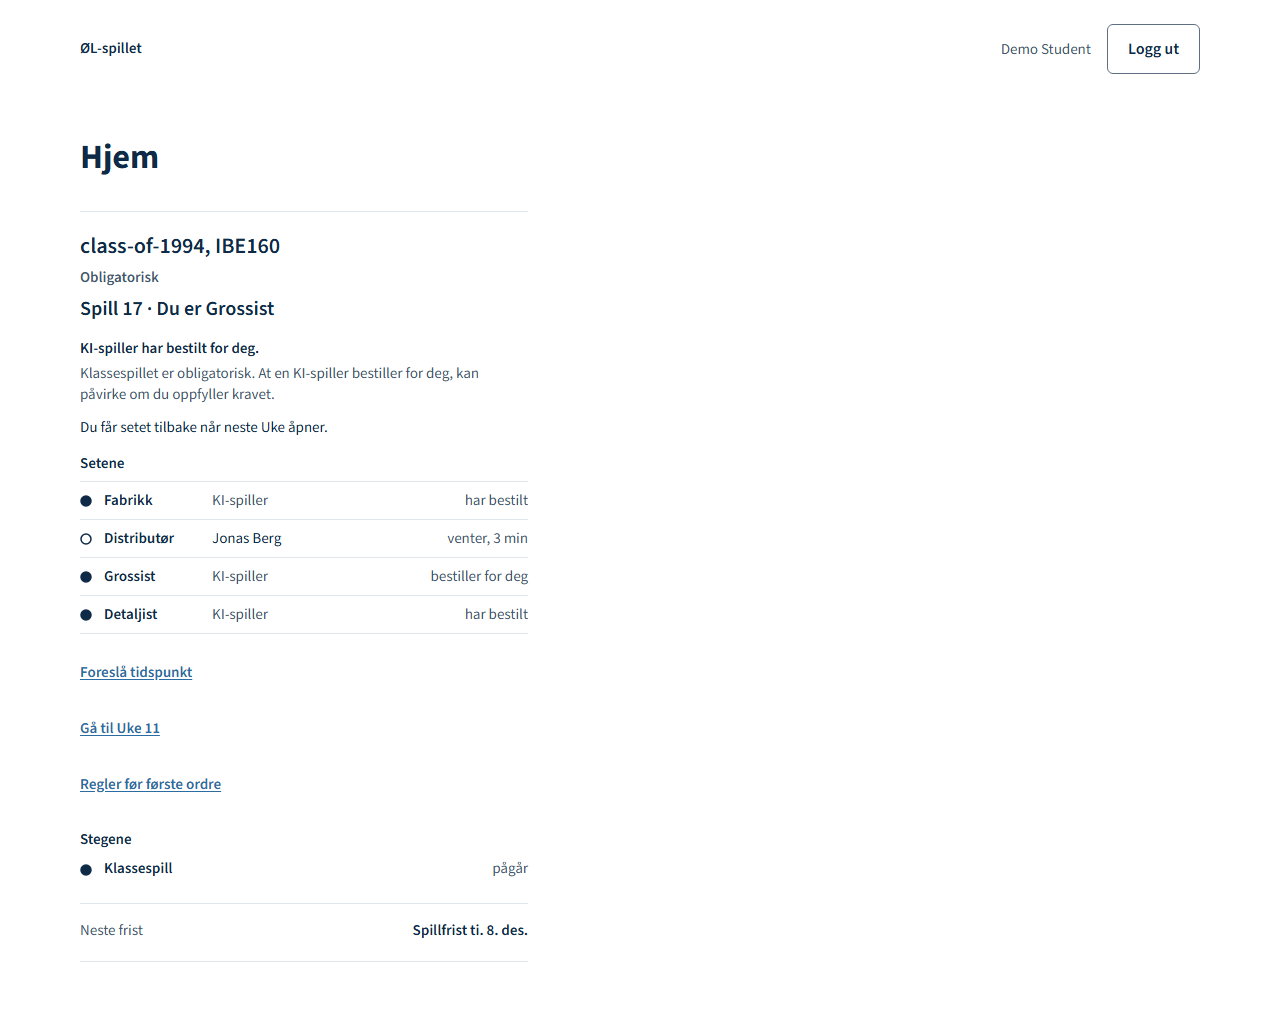 ØL-spillet
Demo Student
Logg ut
Hjem
class-of-1994, IBE160
Obligatorisk
Spill 17 · Du er Grossist
KI-spiller har bestilt for deg.
Klassespillet er obligatorisk. At en KI-spiller bestiller for deg, kan
påvirke om du oppfyller kravet.
Du får setet tilbake når neste Uke åpner.
Setene
Fabrikk KI-spiller har bestilt
Distributør Jonas Berg venter, 3 min
Grossist KI-spiller bestiller for deg
Detaljist KI-spiller har bestilt
Foreslå tidspunkt
Gå til Uke 11
Regler før første ordre
Stegene
Klassespill pågår
Neste frist Spillfrist ti. 8. des.